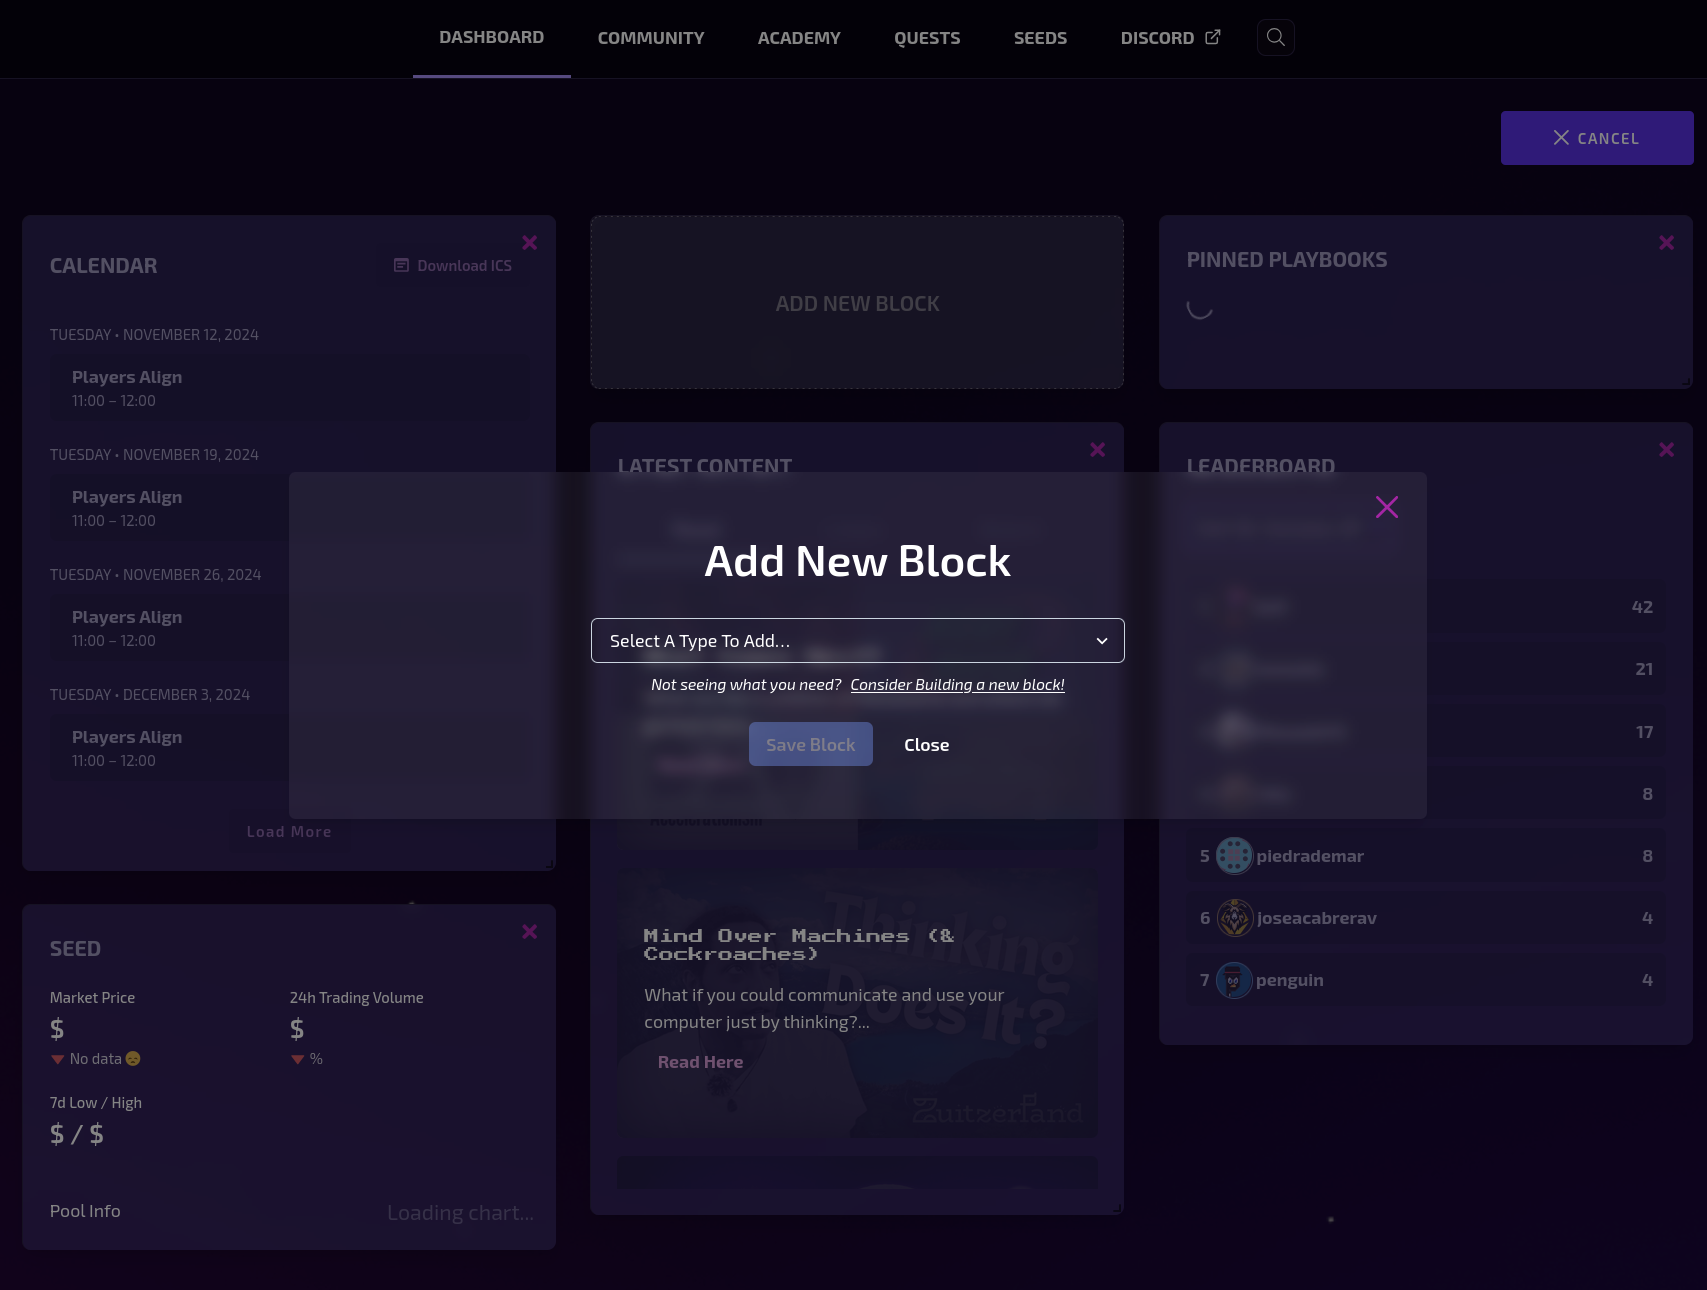 DASHBOARD
COMMUNITY
ACADEMY
QUESTS
SEEDS
DISCORD
CANCEL
CALENDAR
Download ICS
TUESDAY • NOVEMBER 12, 2024
Players Align
11:00 – 12:00
TUESDAY • NOVEMBER 19, 2024
Players Align
11:00 – 12:00
TUESDAY • NOVEMBER 26, 2024
Players Align
11:00 – 12:00
TUESDAY • DECEMBER 3, 2024
Players Align
11:00 – 12:00
Load More
SEED
Market Price
$
No data
24h Trading Volume
$
%
7d Low / High
$ / $
Pool Info
Loading chart...
ADD NEW BLOCK
LATEST CONTENT
Add New Block
Select A Type To Add...
Not seeing what you need? Consider Building a new block!
Save Block
Close
Thinking
Does It?
Mind Over Machines (&
Cockroaches)
What if you could communicate and use your
computer just by thinking?...
Read Here
Zuitzerland
PINNED PLAYBOOKS
LEADERBOARD
42
21
17
8
5 piedrademar 8
6 joseacabrerav 4
7 penguin 4